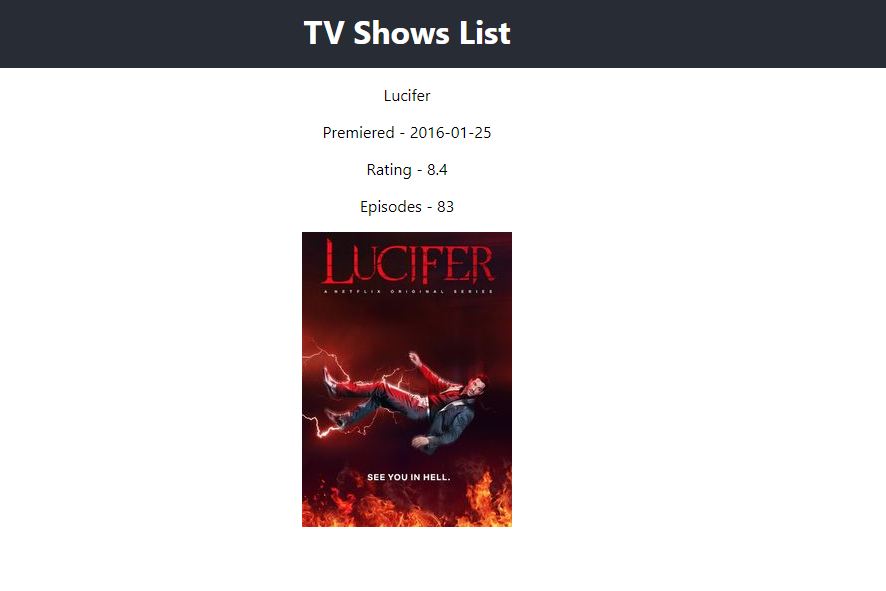 TV Shows List
Lucifer
Premiered - 2016-01-25
Rating - 8.4
Episodes - 83
LUCIFER
A NETFLIX ORIGINAL SERIES
SEE YOU IN HELL.